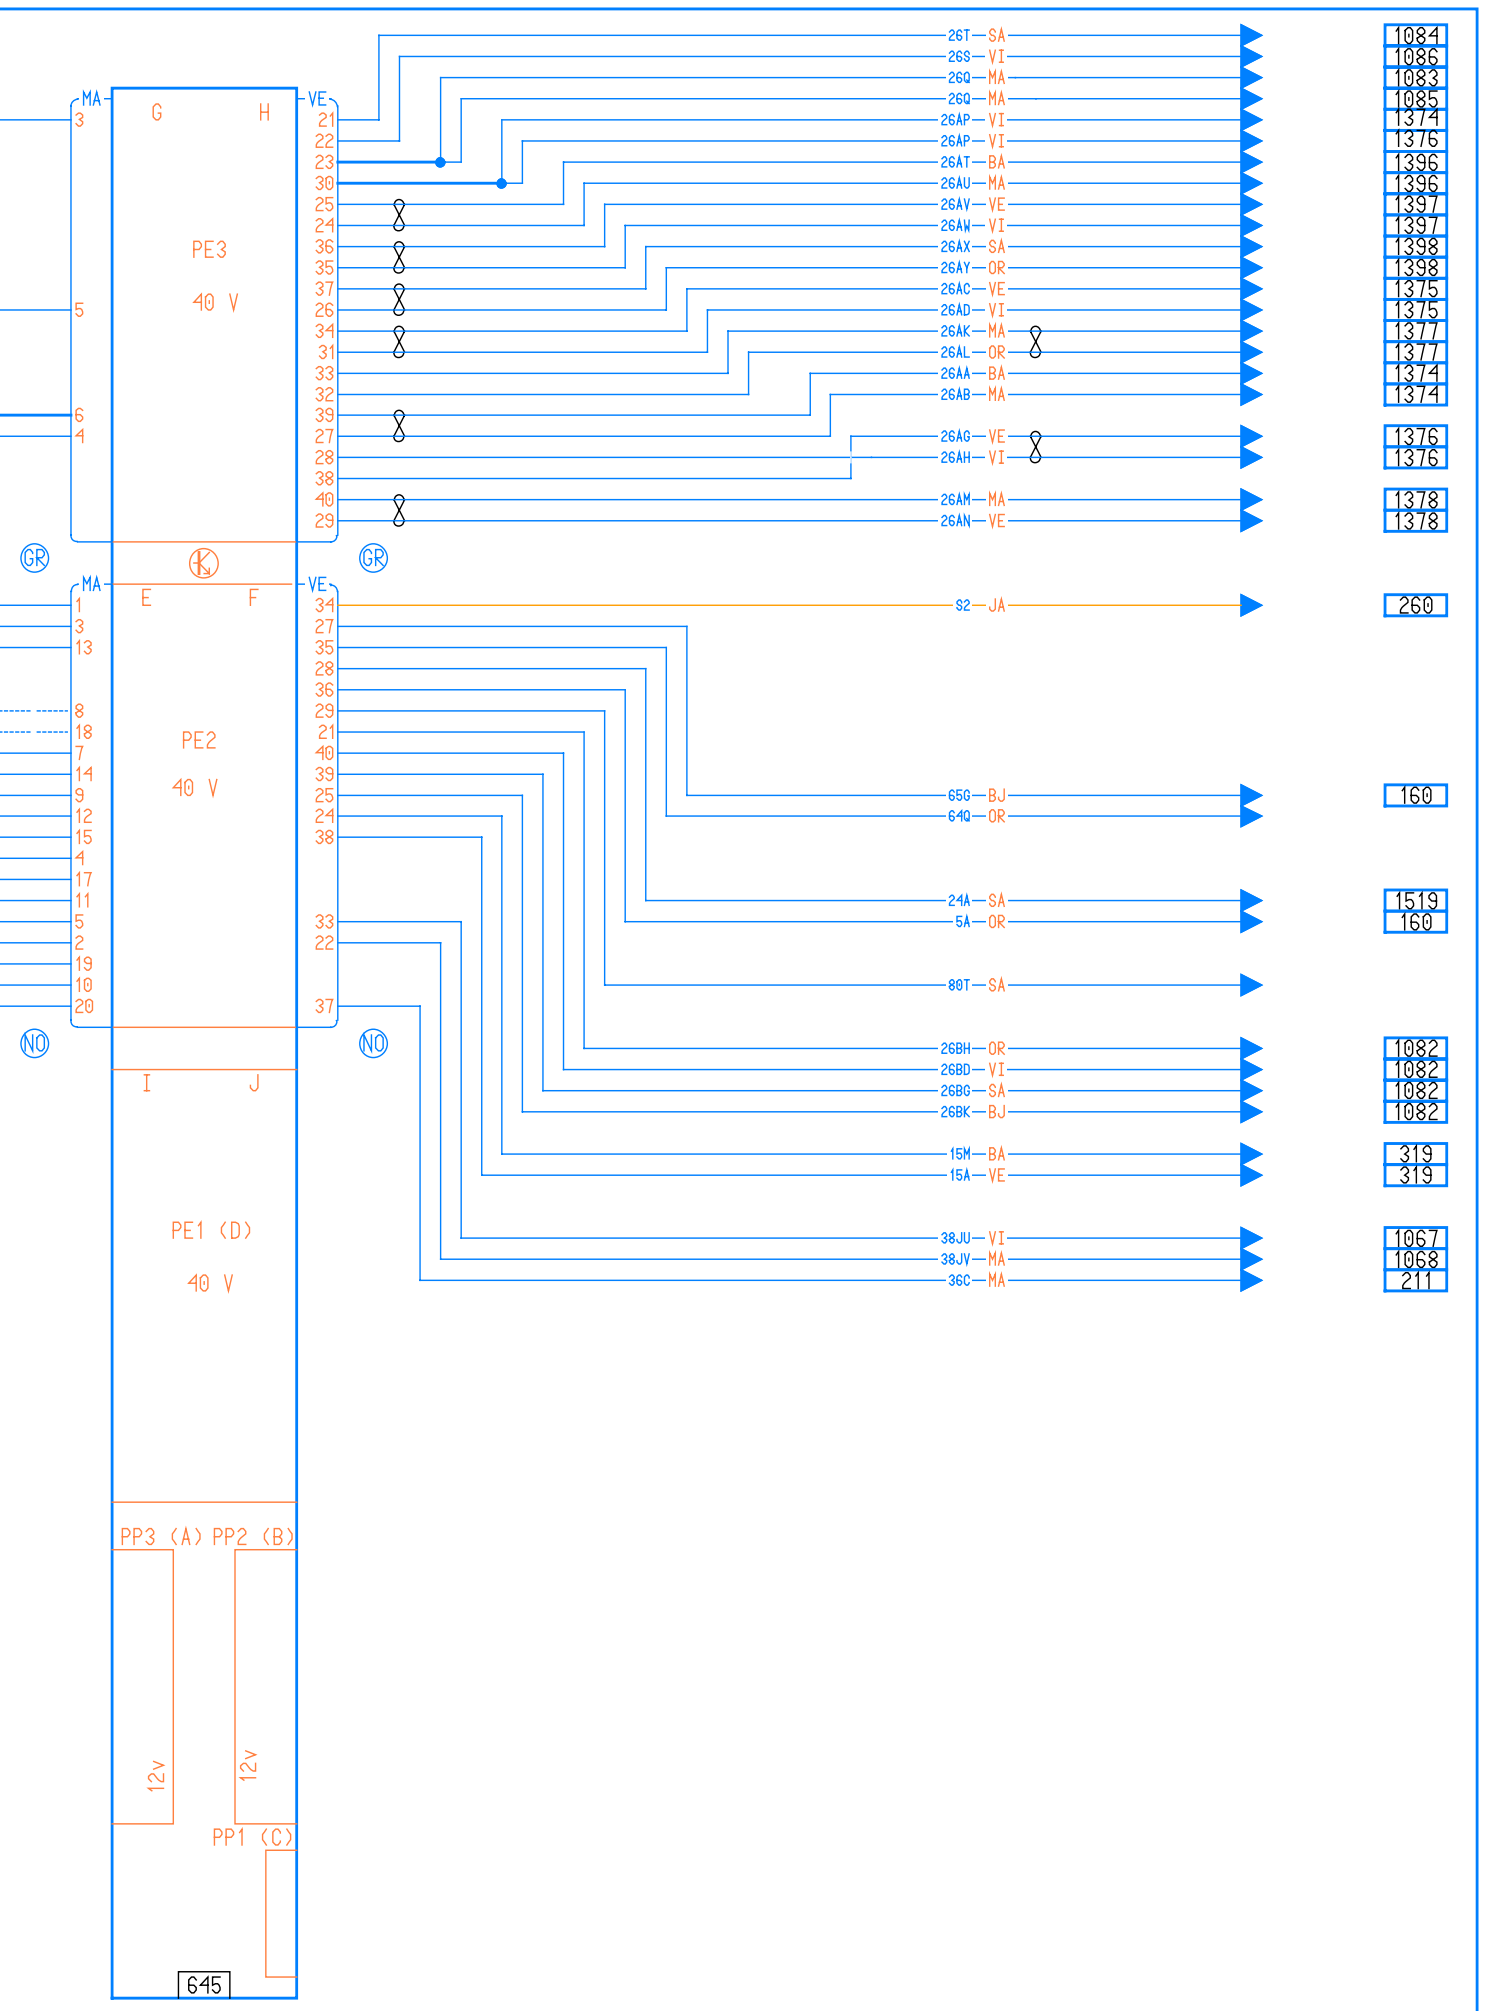 26T SA 1084
26S VI 1086
26Q MA 1083
MA VE 26Q MA 1085
G H
3 21 26AP VI 1374
22 26AP VI 1376
23 26AT BA 1396
30 26AU MA 1396
25 26AV VE 1397
24 26AW VI 1397
PE3 36 26AX SA 1398
35 26AY OR 1398
37 26AC VE 1375
40 V
5 26 26AD VI 1375
34 26AK MA 1377
31 26AL OR 1377
33 26AA BA 1374
32 26AB MA 1374
6 39
4 27 26AG VE 1376
28 26AH VI 1376
38
40 26AM MA 1378
29 26AN VE 1378
GR K GR
MA VE
E F
1 34 S2 JA 260
3 27
13 35
28
36
8 29
18 21
PE2
7 40
14 39
40 V
9 25 65G BJ 160
12 24 64Q OR
15 38
4
17
11 24A SA 1519
5 33 5A OR 160
2 22
19
10 80T SA
20 37
NO NO
26BH OR 1082
26BD VI 1082
I J
26BG SA 1082
26BK BJ 1082
15M BA 319
15A VE 319
PE1 (D) 38JU VI 1067
38JV MA 1068
40 V 36C MA 211
PP3 (A) PP2 (B)
12v 12v
PP1 (C)
645